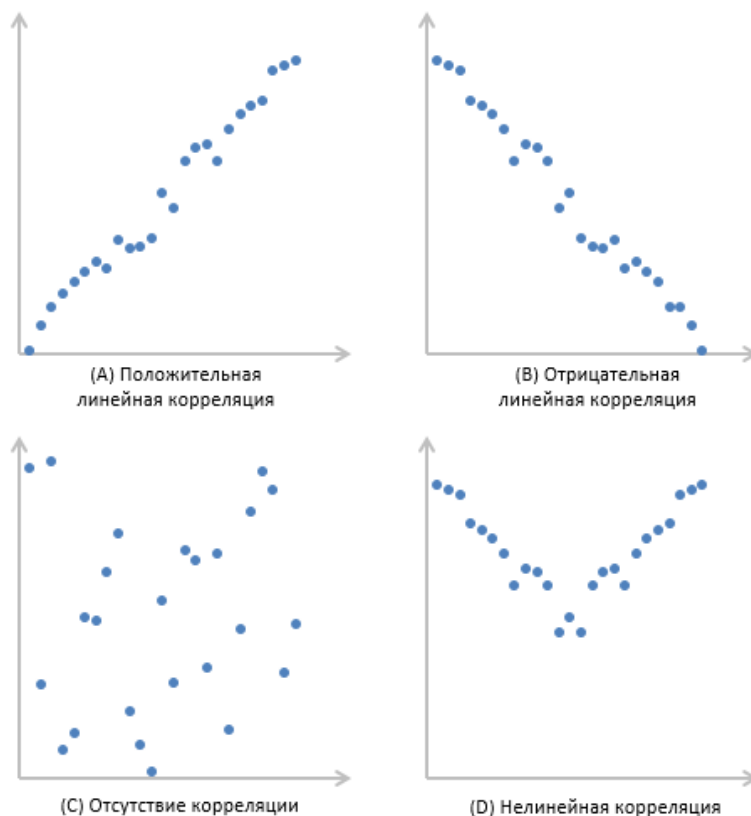 (A) Положительная
линейная корреляция
(B) Отрицательная
линейная корреляция
(C) Отсутствие корреляции
(D) Нелинейная корреляция